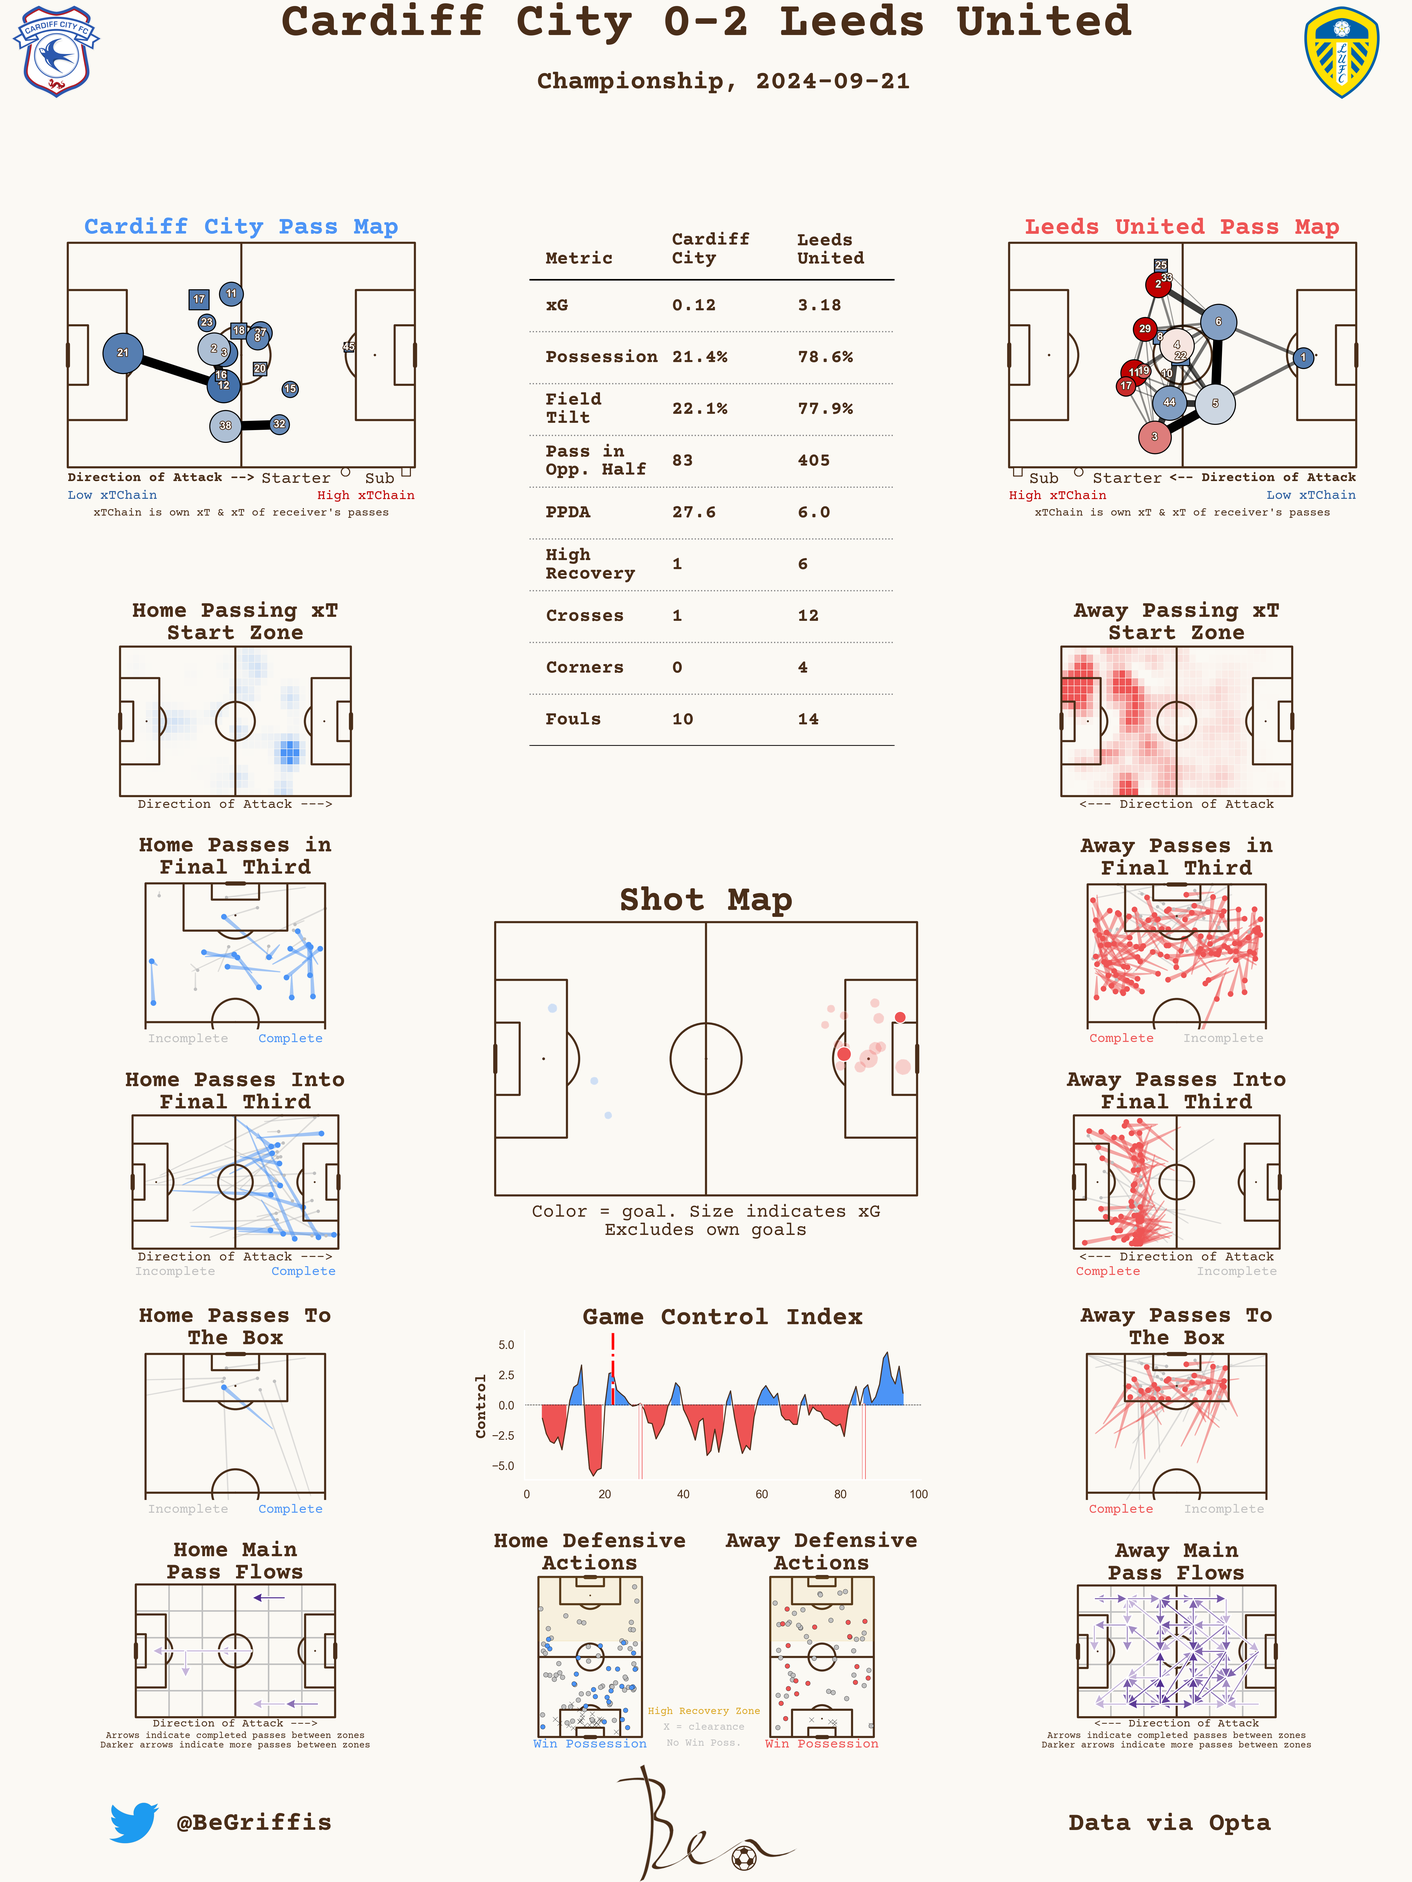 Cardiff City 0-2 Leeds United
Championship, 2024-09-21
CARDIFF CITY FC
LUFC
Cardiff City Pass Map
17
11
23
18
27
8
2
3
21
16
12
20
45
15
38
32
Direction of Attack --> Starter Sub
Low xTChain High xTChain
xTChain is own xT & xT of receiver's passes
Metric Cardiff City Leeds United
xG 0.12 3.18
Possession 21.4% 78.6%
Field Tilt 22.1% 77.9%
Pass in Opp. Half 83 405
PPDA 27.6 6.0
High Recovery 1 6
Crosses 1 12
Corners 0 4
Fouls 10 14
Leeds United Pass Map
25
33
2
29
8
6
4
22
1
11
19
10
17
44
5
3
Sub Starter <-- Direction of Attack
High xTChain Low xTChain
xTChain is own xT & xT of receiver's passes
Home Passing xT
Start Zone
Direction of Attack --->
Away Passing xT
Start Zone
<--- Direction of Attack
Home Passes in
Final Third
Incomplete Complete
Away Passes in
Final Third
Complete Incomplete
Shot Map
Color = goal. Size indicates xG
Excludes own goals
Home Passes Into
Final Third
Direction of Attack --->
Incomplete Complete
Away Passes Into
Final Third
<--- Direction of Attack
Complete Incomplete
Home Passes To
The Box
Incomplete Complete
Game Control Index
Control
5.0
2.5
0.0
−2.5
−5.0
0 20 40 60 80 100
Away Passes To
The Box
Complete Incomplete
Home Main
Pass Flows
Direction of Attack --->
Arrows indicate completed passes between zones
Darker arrows indicate more passes between zones
Home Defensive
Actions
Win Possession
Away Defensive
Actions
Win Possession
High Recovery Zone
X = clearance
No Win Poss.
Away Main
Pass Flows
<--- Direction of Attack
Arrows indicate completed passes between zones
Darker arrows indicate more passes between zones
@BeGriffis
Ben
Data via Opta